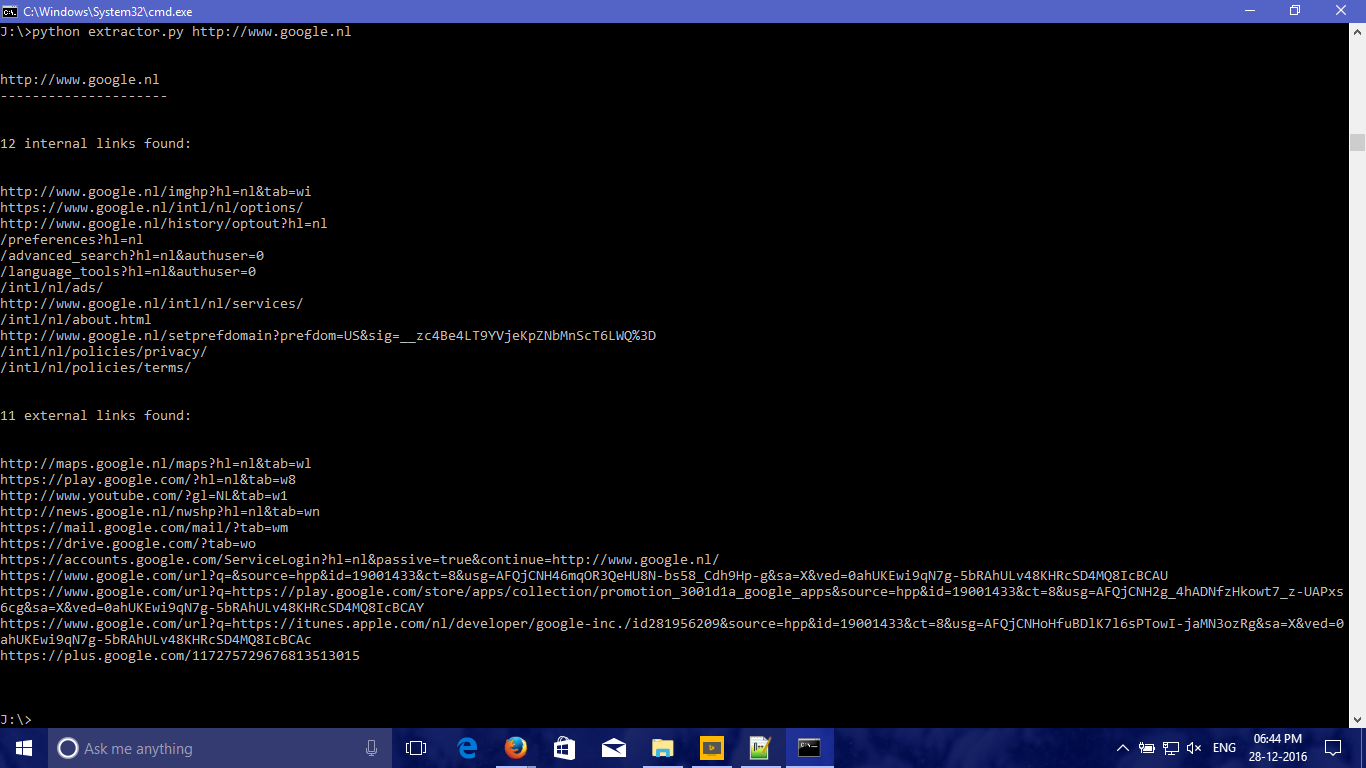 C:\Windows\System32\cmd.exe
J:\>python extractor.py http://www.google.nl
http://www.google.nl
---------------------
12 internal links found:
http://www.google.nl/imghp?hl=nl&tab=wi
https://www.google.nl/intl/nl/options/
http://www.google.nl/history/optout?hl=nl
/preferences?hl=nl
/advanced_search?hl=nl&authuser=0
/language_tools?hl=nl&authuser=0
/intl/nl/ads/
http://www.google.nl/intl/nl/services/
/intl/nl/about.html
http://www.google.nl/setprefdomain?prefdom=US&sig=__zc4Be4LT9YVjeKpZNbMnScT6LWQ%3D
/intl/nl/policies/privacy/
/intl/nl/policies/terms/
11 external links found:
http://maps.google.nl/maps?hl=nl&tab=wl
https://play.google.com/?hl=nl&tab=w8
http://www.youtube.com/?gl=NL&tab=w1
http://news.google.nl/nwshp?hl=nl&tab=wn
https://mail.google.com/mail/?tab=wm
https://drive.google.com/?tab=wo
https://accounts.google.com/ServiceLogin?hl=nl&passive=true&continue=http://www.google.nl/
https://www.google.com/url?q=&source=hpp&id=19001433&ct=8&usg=AFQjCNH46mqOR3QeHU8N-bs58_Cdh9Hp-g&sa=X&ved=0ahUKEwi9qN7g-5bRAhULv48KHRcSD4MQ8IcBCAU
https://www.google.com/url?q=https://play.google.com/store/apps/collection/promotion_3001d1a_google_apps&source=hpp&id=19001433&ct=8&usg=AFQjCNH2g_4hADNfzHkowt7_z-UAPxs
6cg&sa=X&ved=0ahUKEwi9qN7g-5bRAhULv48KHRcSD4MQ8IcBCAY
https://www.google.com/url?q=https://itunes.apple.com/nl/developer/google-inc./id281956209&source=hpp&id=19001433&ct=8&usg=AFQjCNHoHfuBDlK7l6sPTowI-jaMN3ozRg&sa=X&ved=0
ahUKEwi9qN7g-5bRAhULv48KHRcSD4MQ8IcBCAc
https://plus.google.com/117275729676813513015
J:\>
Ask me anything
ENG
06:44 PM
28-12-2016